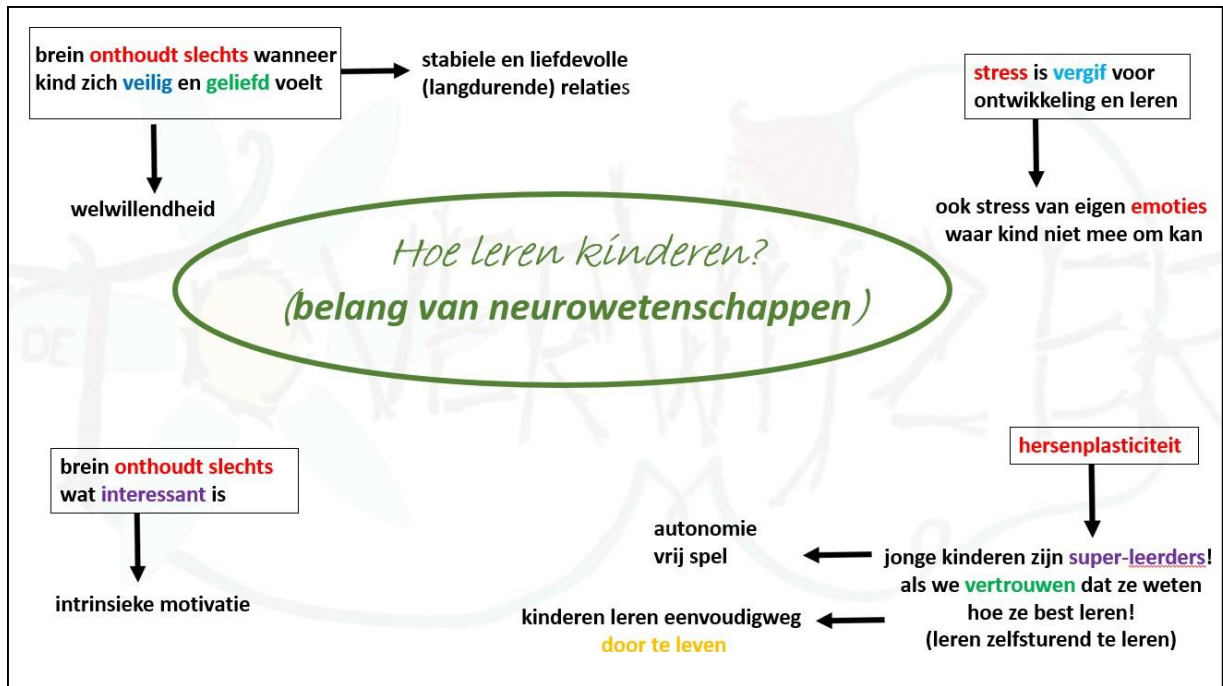 brein onthoudt slechts wanneer
kind zich veilig en geliefd voelt
stabiele en liefdevolle
(langdurende) relaties
welwillendheid
stress is vergif voor
ontwikkeling en leren
ook stress van eigen emoties
waar kind niet mee om kan
Hoe leren kinderen?
(belang van neurowetenschappen)
DE TOVERWIJZER
brein onthoudt slechts
wat interessant is
intrinsieke motivatie
hersenplasticiteit
jonge kinderen zijn super-leerders!
als we vertrouwen dat ze weten
hoe ze best leren!
(leren zelfsturend te leren)
autonomie
vrij spel
kinderen leren eenvoudigweg
door te leven